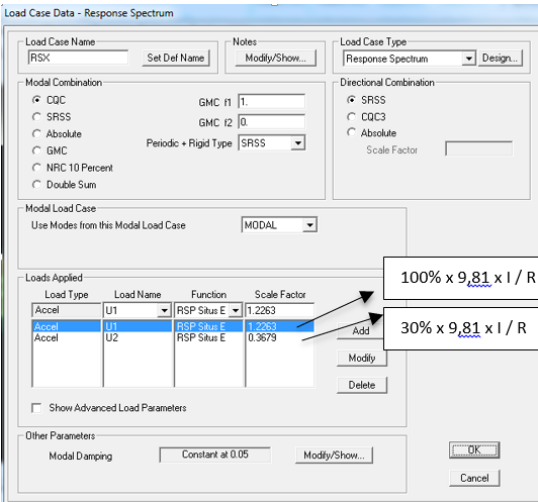 Load Case Data - Response Spectrum
Load Case Name
RSX
Set Def Name
Notes
Modify/Show...
Load Case Type
Response Spectrum
Design...
Modal Combination
CQC
SRSS
Absolute
GMC
NRC 10 Percent
Double Sum
GMC f1 1.
GMC f2 0.
Periodic + Rigid Type SRSS
Directional Combination
SRSS
CQC3
Absolute
Scale Factor
Modal Load Case
Use Modes from this Modal Load Case MODAL
Loads Applied
Load Type Load Name Function Scale Factor
Accel U1 RSP Situs E 1.2263
Accel U1 RSP Situs E 1.2263
Accel U2 RSP Situs E 0.3679
Add
Modify
Delete
Show Advanced Load Parameters
100% x 9,81 x I / R
30% x 9,81 x I / R
Other Parameters
Modal Damping Constant at 0.05 Modify/Show...
OK
Cancel